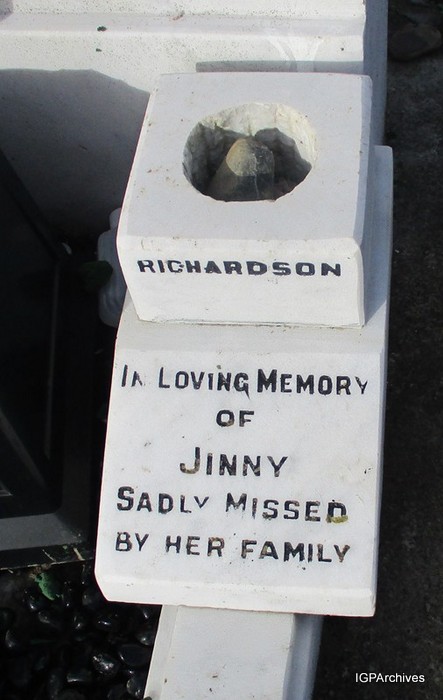 RICHARDSON
IN LOVING MEMORY
OF
JINNY
SADLY MISSED
BY HER FAMILY
IGPArchives